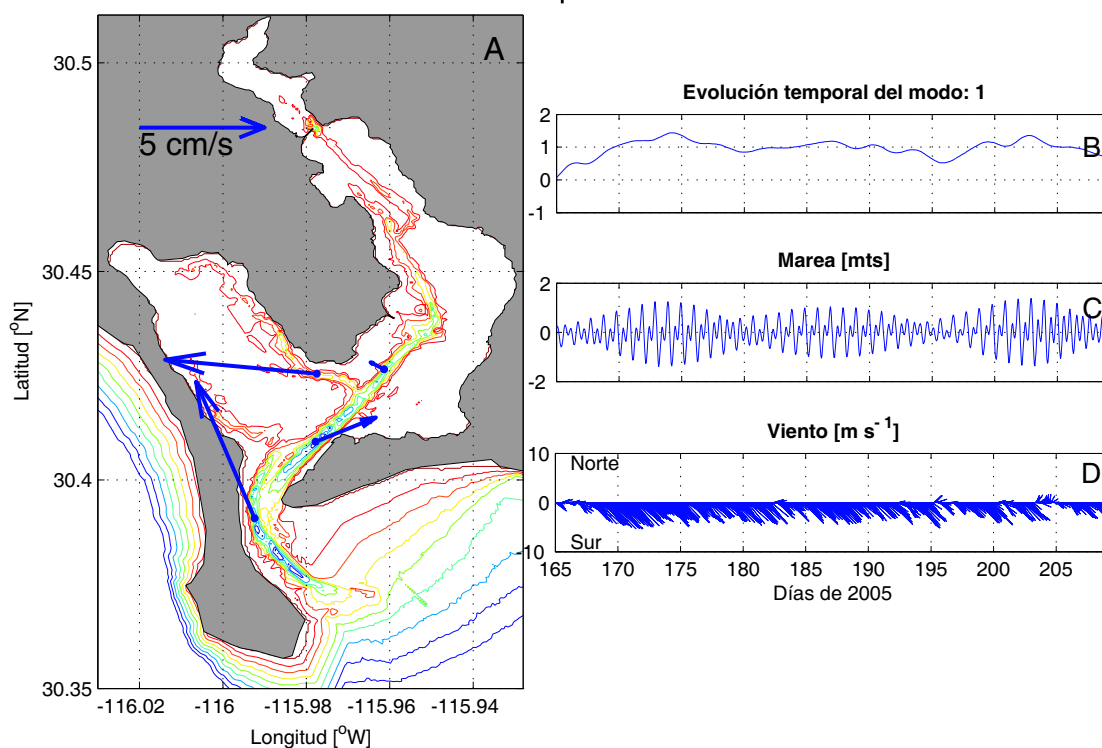 A
5 cm/s
30.5
30.45
30.4
30.35
Latitud [°N]
-116.02 -116 -115.98 -115.96 -115.94
Longitud [°W]
Evolución temporal del modo: 1
B
2
1
0
-1
Marea [mts]
C
2
0
-2
Viento [m s⁻¹]
D
10
Norte
0
Sur
-10
165 170 175 180 185 190 195 200 205
Días de 2005